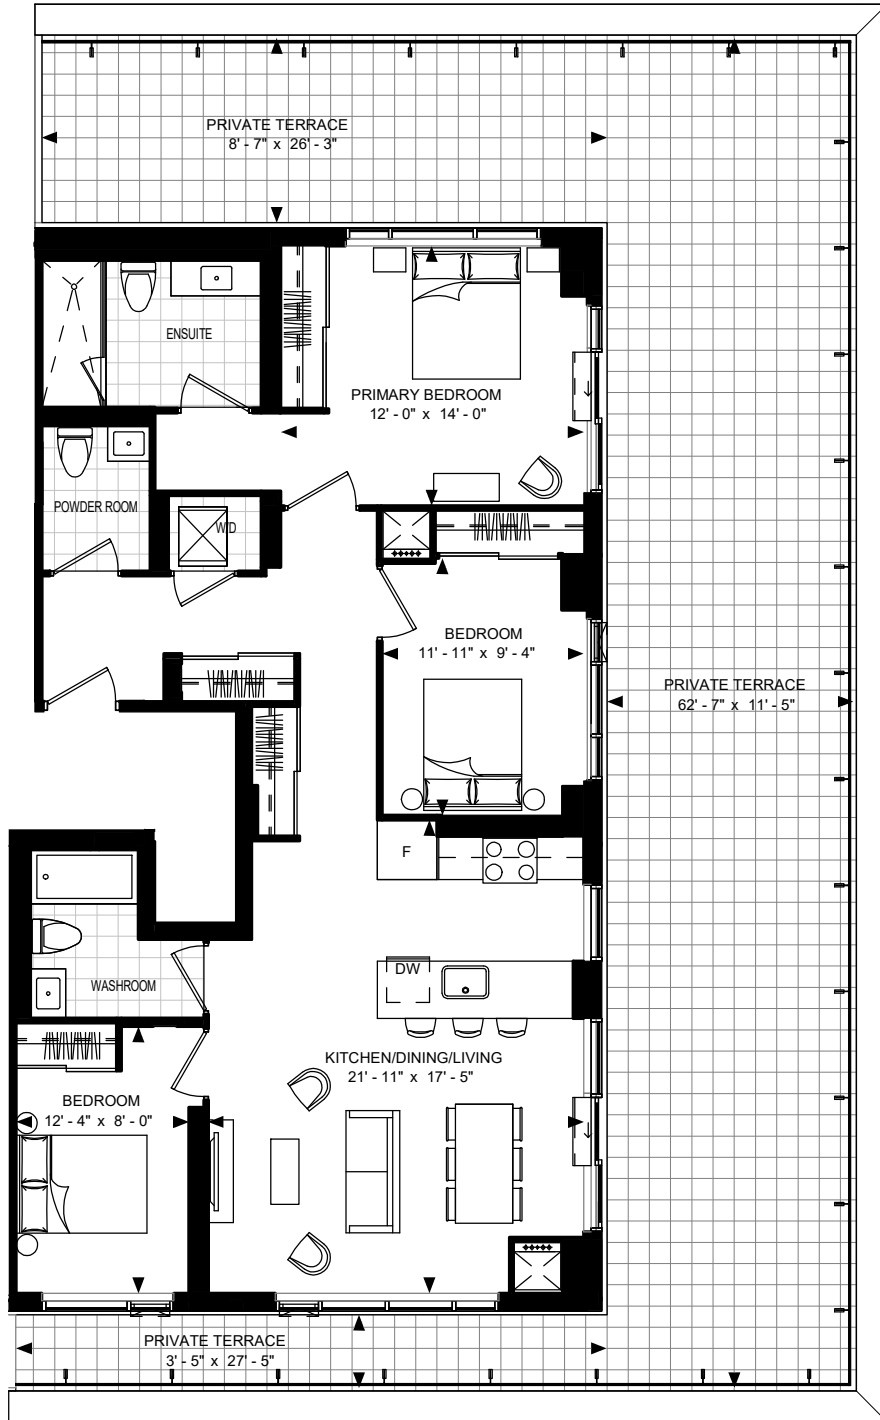 PRIVATE TERRACE
8' - 7" x 26' - 3"
ENSUITE
PRIMARY BEDROOM
12' - 0" x 14' - 0"
POWDER ROOM
W/D
BEDROOM
11' - 11" x 9' - 4"
PRIVATE TERRACE
62' - 7" x 11' - 5"
F
DW
WASHROOM
KITCHEN/DINING/LIVING
21' - 11" x 17' - 5"
BEDROOM
12' - 4" x 8' - 0"
PRIVATE TERRACE
3' - 5" x 27' - 5"